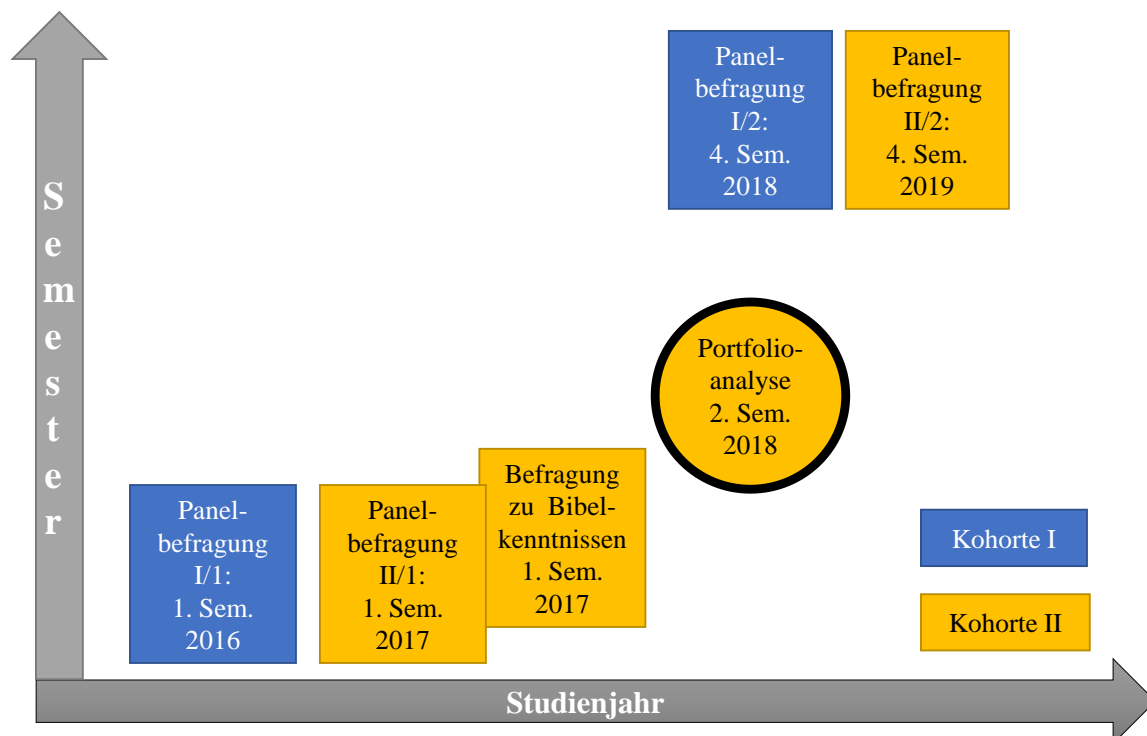 Semester
Panel-
befragung
I/2:
4. Sem.
2018
Panel-
befragung
II/2:
4. Sem.
2019
Portfolio-
analyse
2. Sem.
2018
Panel-
befragung
I/1:
1. Sem.
2016
Panel-
befragung
II/1:
1. Sem.
2017
Befragung
zu Bibel-
kenntnissen
1. Sem.
2017
Kohorte I
Kohorte II
Studienjahr